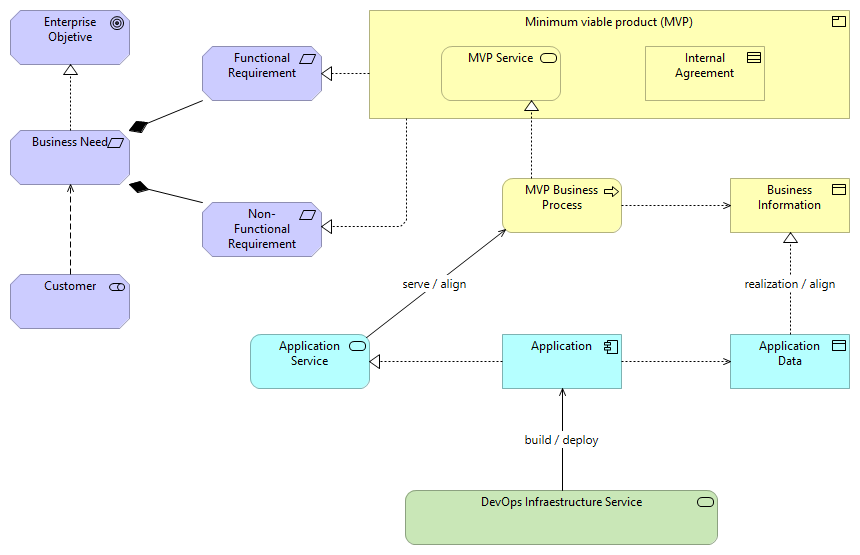 Enterprise
Objetive
Minimum viable product (MVP)
Functional
Requirement
MVP Service
Internal
Agreement
Business Need
MVP Business
Process
Business
Information
Non-
Functional
Requirement
Customer
serve / align
realization / align
Application
Service
Application
Application
Data
build / deploy
DevOps Infraestructure Service